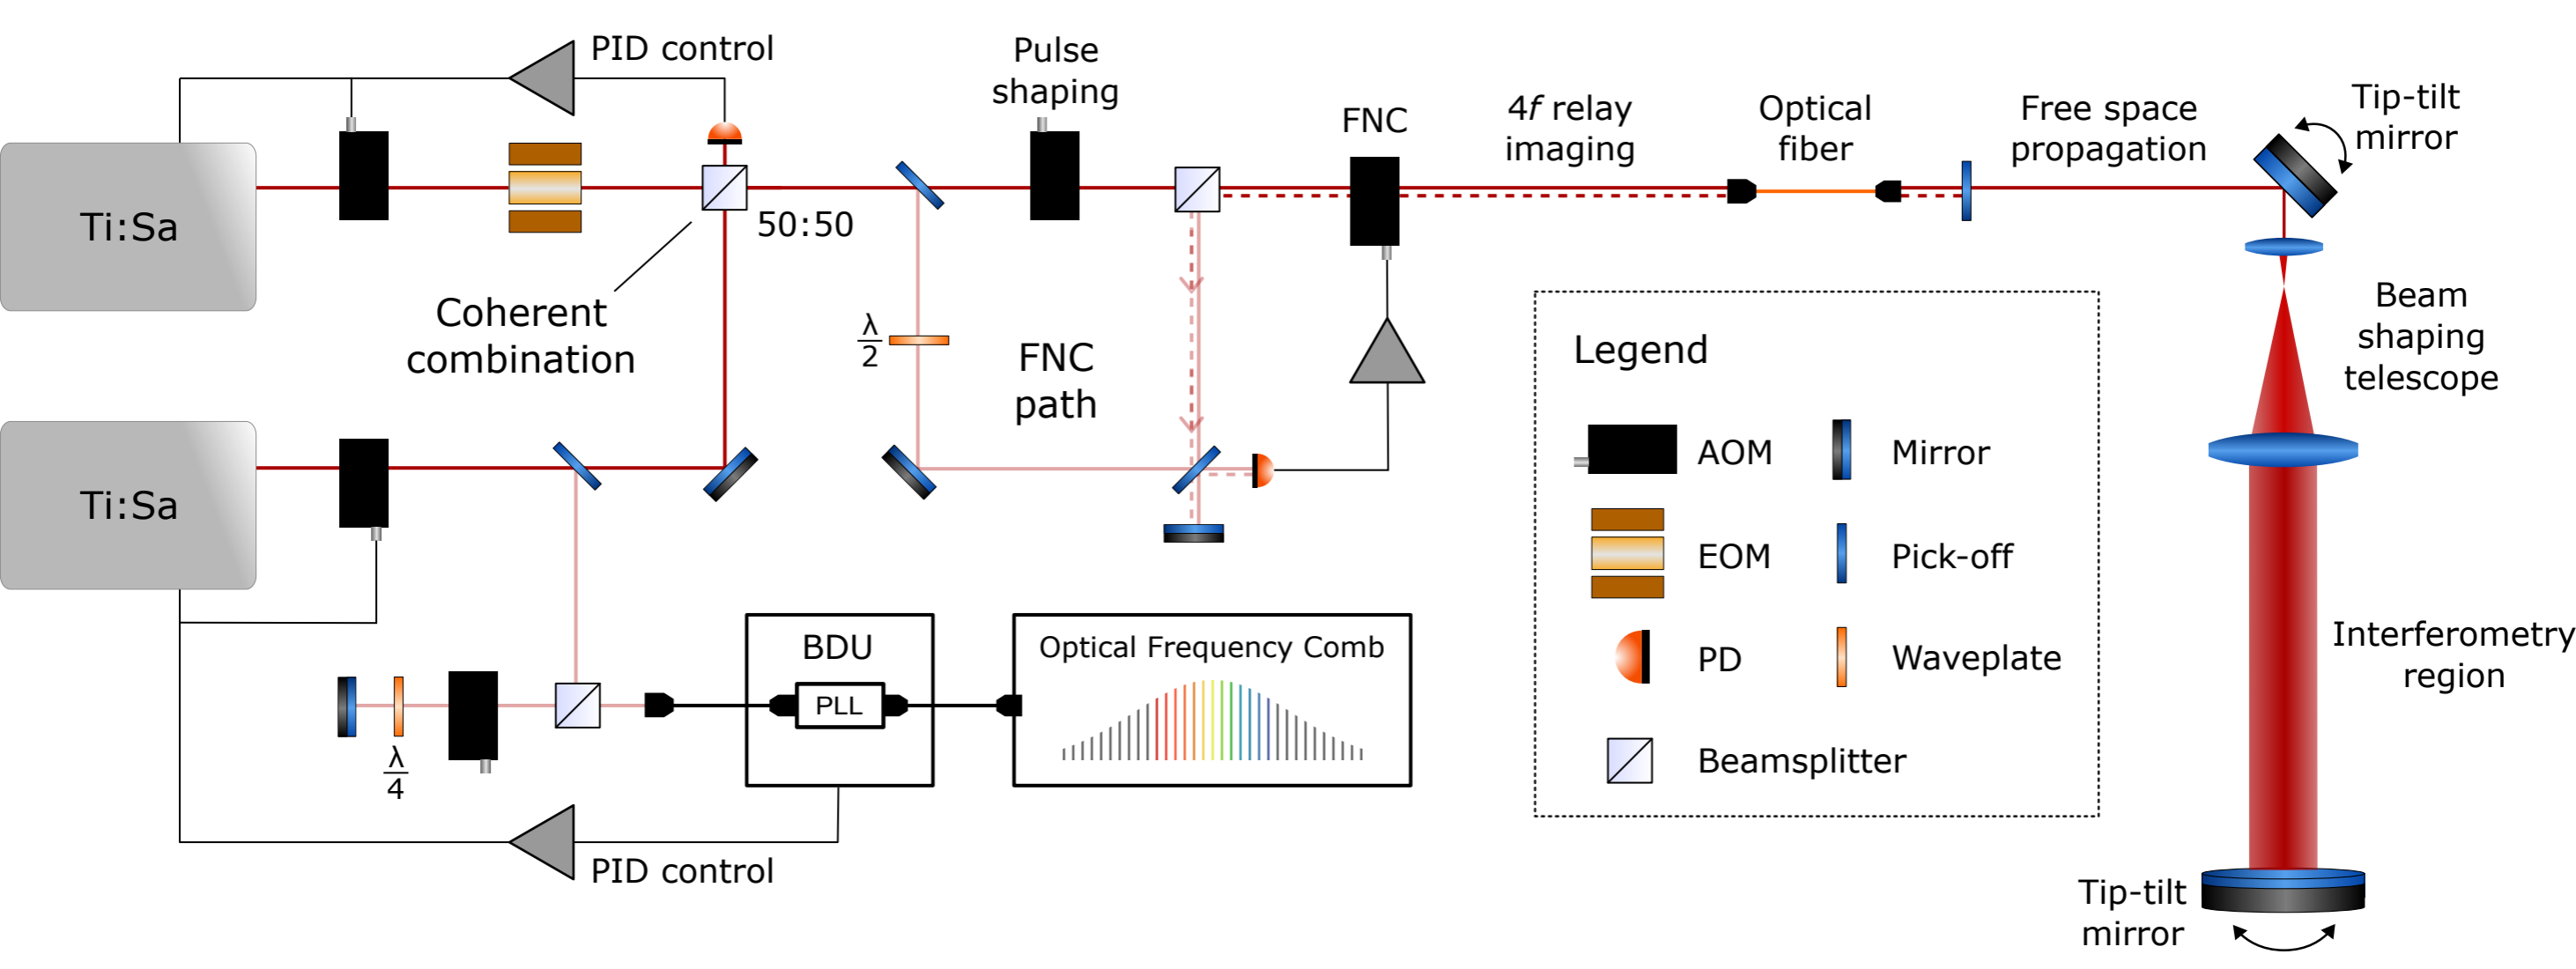 PID control
Pulse
shaping
FNC
4f relay
imaging
Optical
fiber
Free space
propagation
Tip-tilt
mirror
Ti:Sa
50:50
Coherent
combination
λ
2
FNC
path
Beam
shaping
telescope
Legend
AOM
Mirror
EOM
Pick-off
PD
Waveplate
Beamsplitter
Ti:Sa
BDU
PLL
Optical Frequency Comb
λ
4
PID control
Interferometry
region
Tip-tilt
mirror